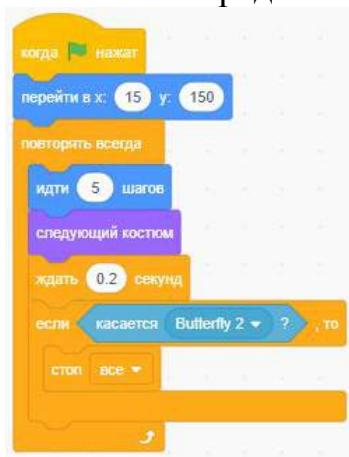 когда нажат
перейти в x: 15 y: 150
повторять всегда
идти 5 шагов
следующий костюм
ждать 0.2 секунд
если касается Butterfly 2 ? , то
стоп все